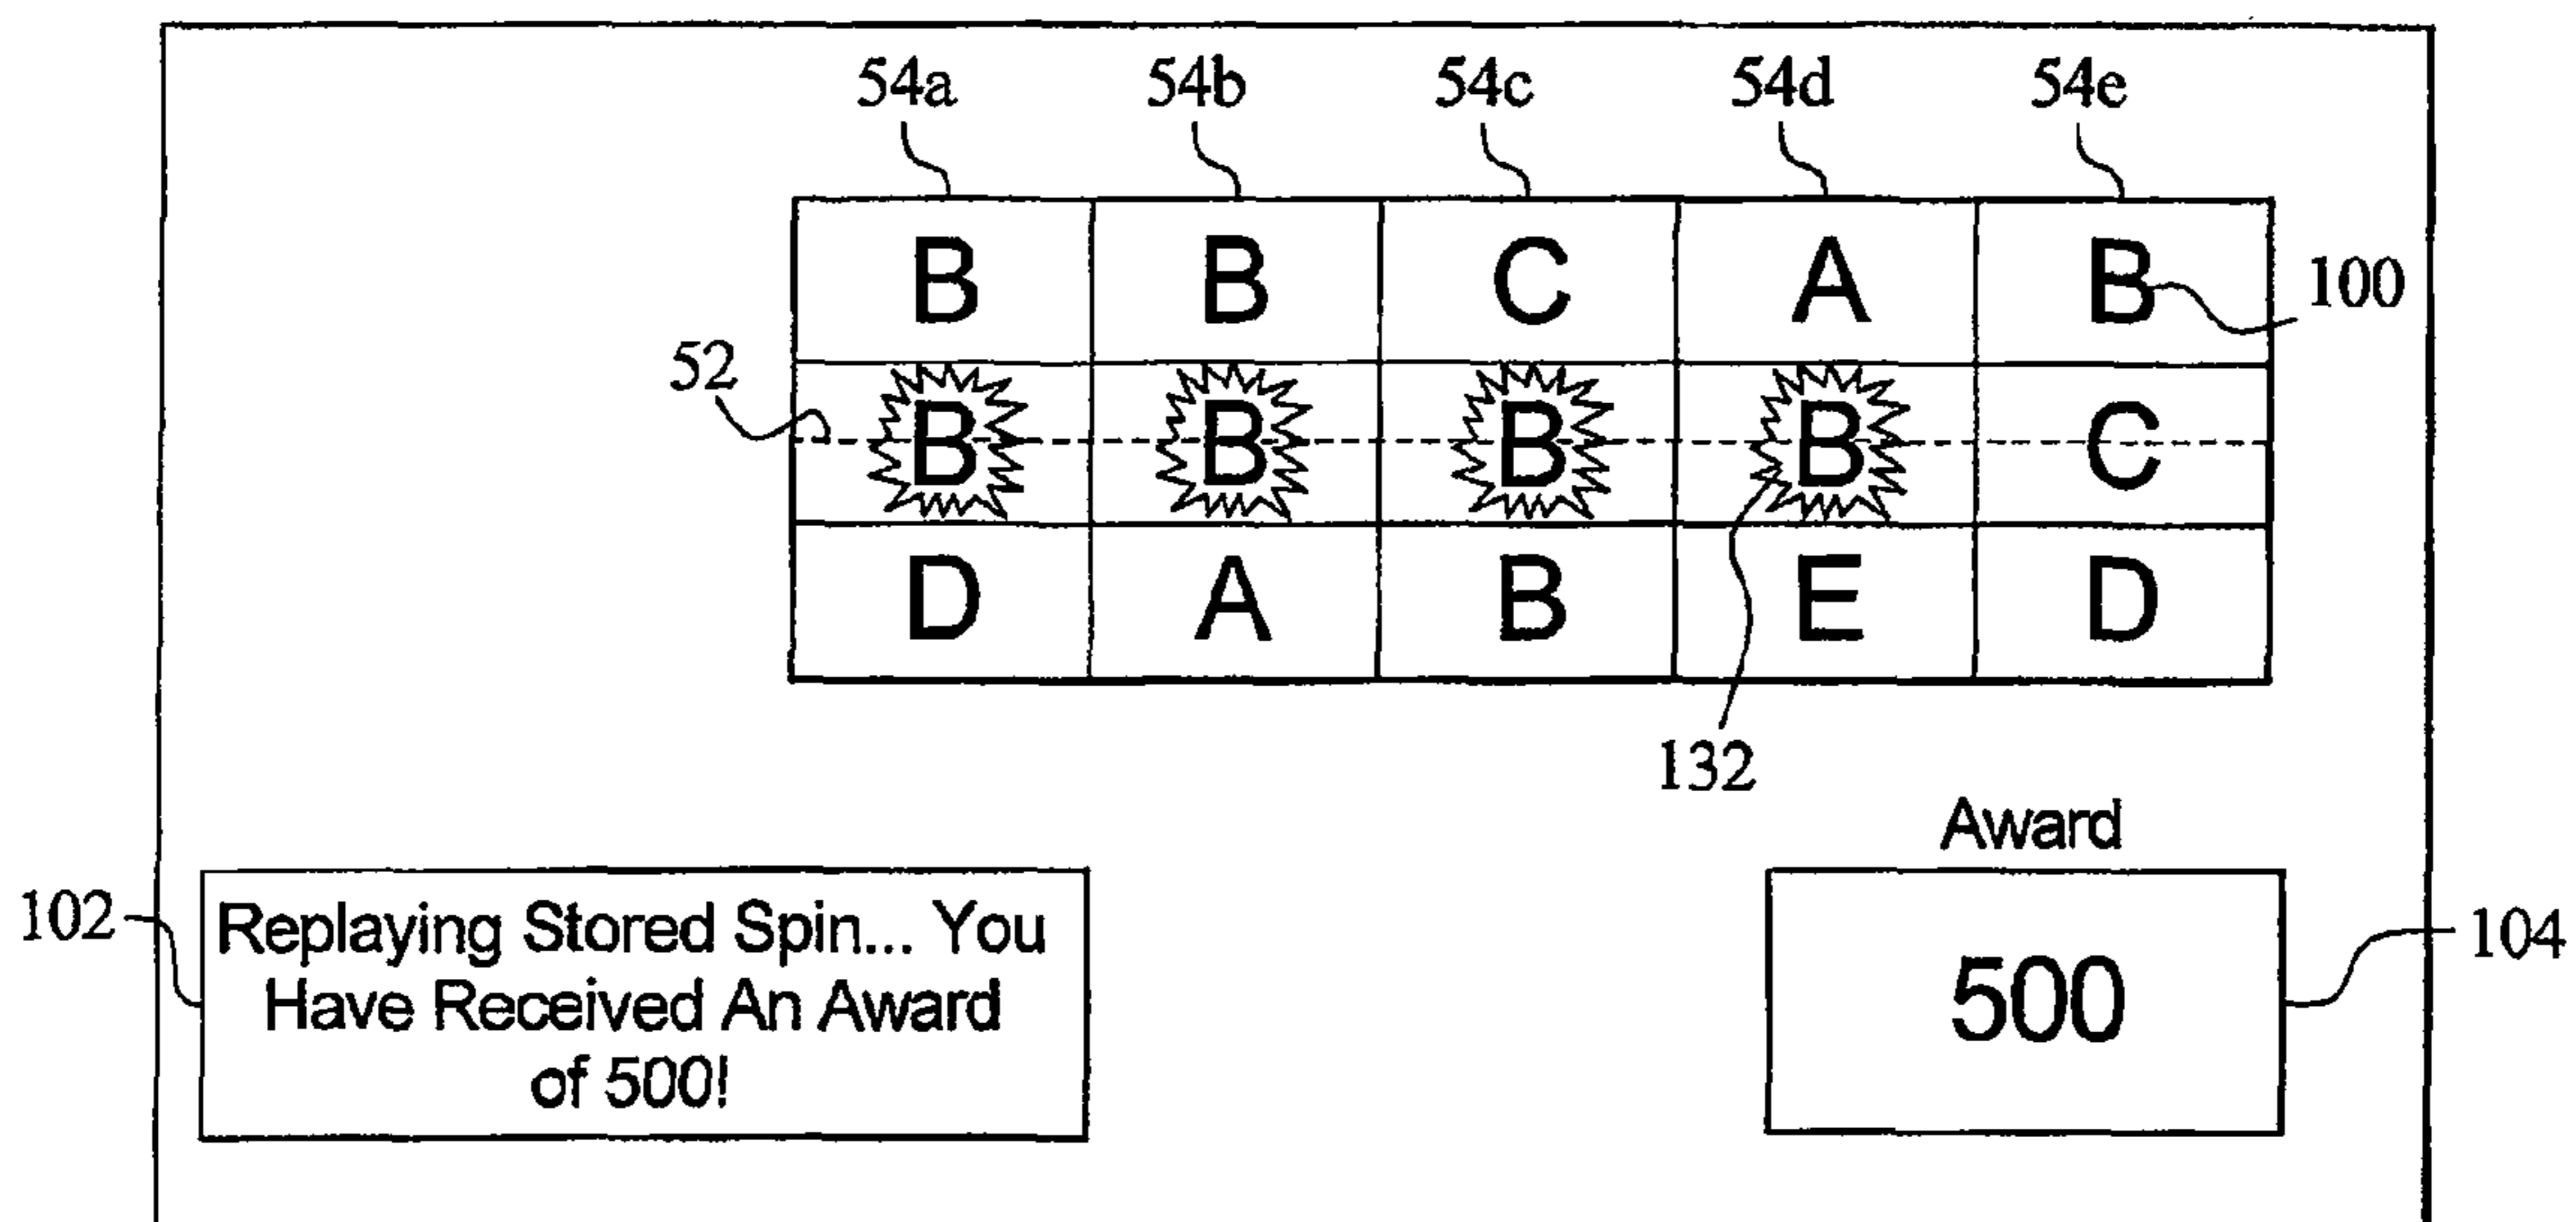 54a 54b 54c 54d 54e
B B C A B
100
52
B B B B C
D A B E D
132
Award
102
Replaying Stored Spin... You
Have Received An Award
of 500!
500
104